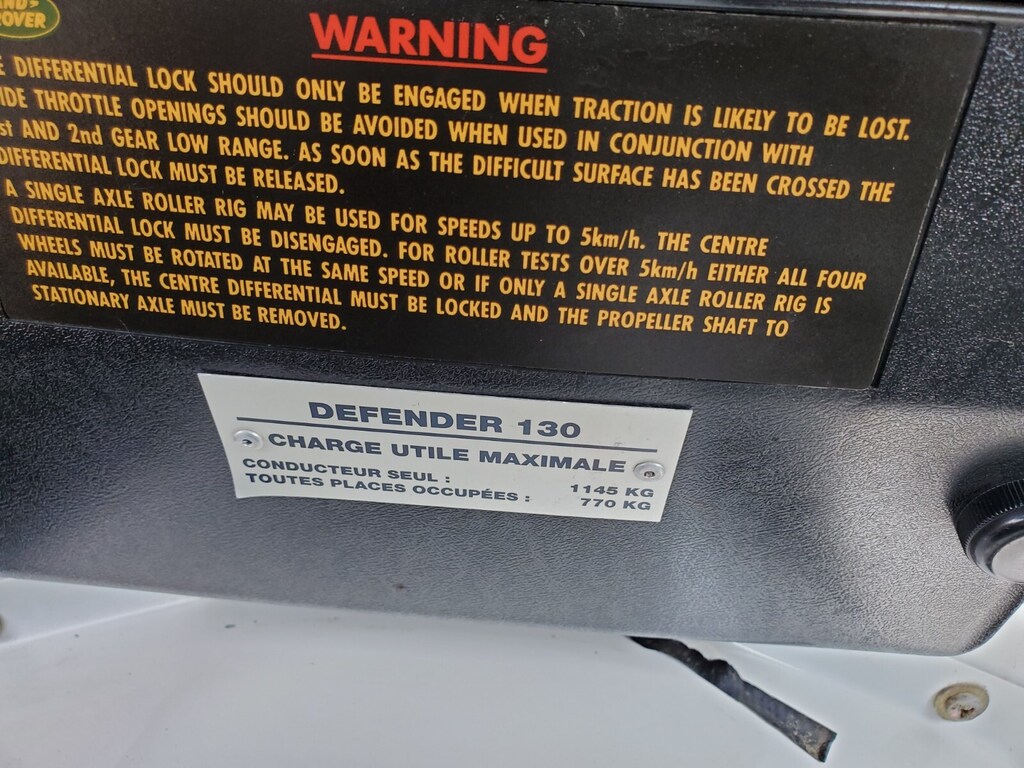 ROVER
WARNING
DIFFERENTIAL LOCK SHOULD ONLY BE ENGAGED WHEN TRACTION IS LIKELY TO BE LOST.
THROTTLE OPENINGS SHOULD BE AVOIDED WHEN USED IN CONJUNCTION WITH
AND 2nd GEAR LOW RANGE. AS SOON AS THE DIFFICULT SURFACE HAS BEEN CROSSED THE
DIFFERENTIAL LOCK MUST BE RELEASED.
A SINGLE AXLE ROLLER RIG MAY BE USED FOR SPEEDS UP TO 5km/h. THE CENTRE
DIFFERENTIAL LOCK MUST BE DISENGAGED. FOR ROLLER TESTS OVER 5km/h EITHER ALL FOUR
WHEELS MUST BE ROTATED AT THE SAME SPEED OR IF ONLY A SINGLE AXLE ROLLER RIG IS
AVAILABLE, THE CENTRE DIFFERENTIAL MUST BE LOCKED AND THE PROPELLER SHAFT TO
STATIONARY AXLE MUST BE REMOVED.
DEFENDER 130
CHARGE UTILE MAXIMALE
CONDUCTEUR SEUL : 1145 KG
TOUTES PLACES OCCUPÉES : 770 KG